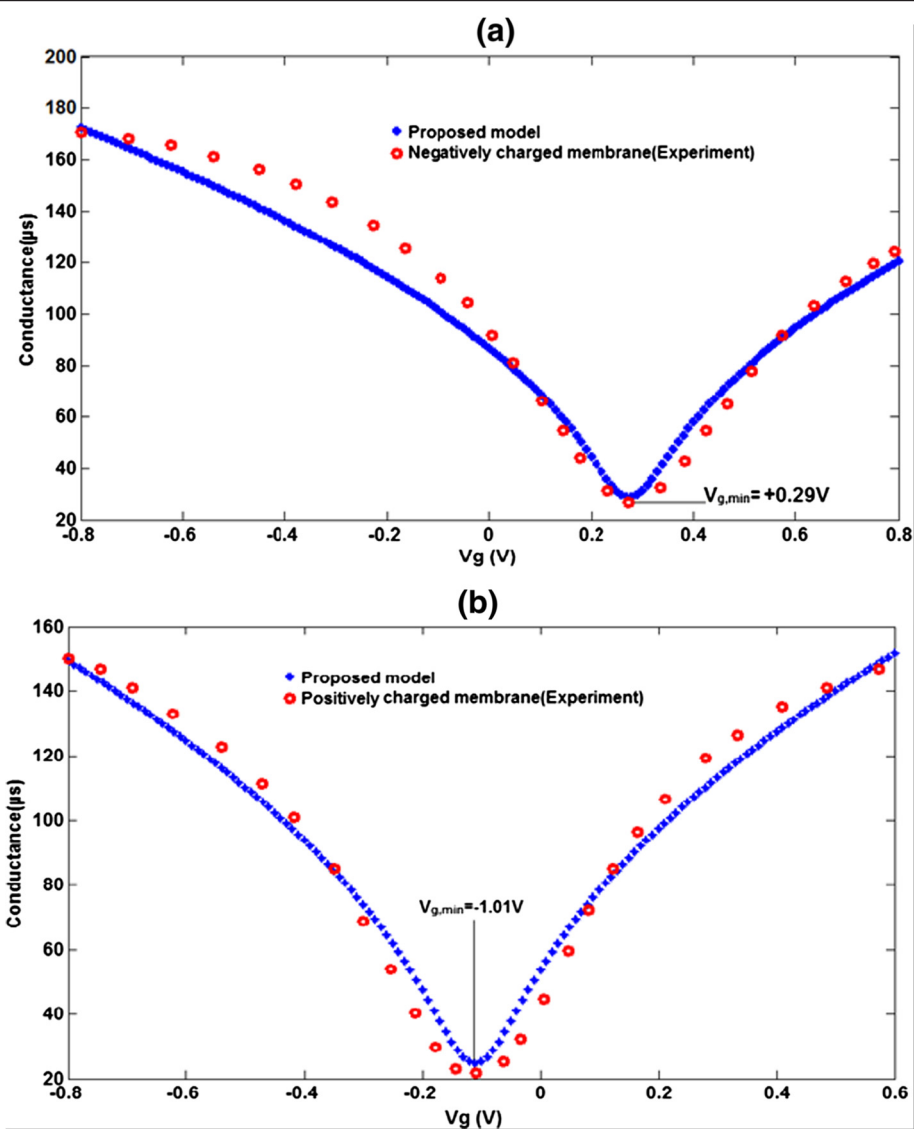 (a)
200
180
160
140
120
100
80
60
40
20
Conductance(µs)
Proposed model
Negatively charged membrane(Experiment)
Vg,min= +0.29V
-0.8 -0.6 -0.4 -0.2 0 0.2 0.4 0.6 0.8
Vg (V)
(b)
160
140
120
100
80
60
40
20
Conductance(µs)
Proposed model
Positively charged membrane(Experiment)
Vg,min=-1.01V
-0.8 -0.6 -0.4 -0.2 0 0.2 0.4 0.6
Vg (V)